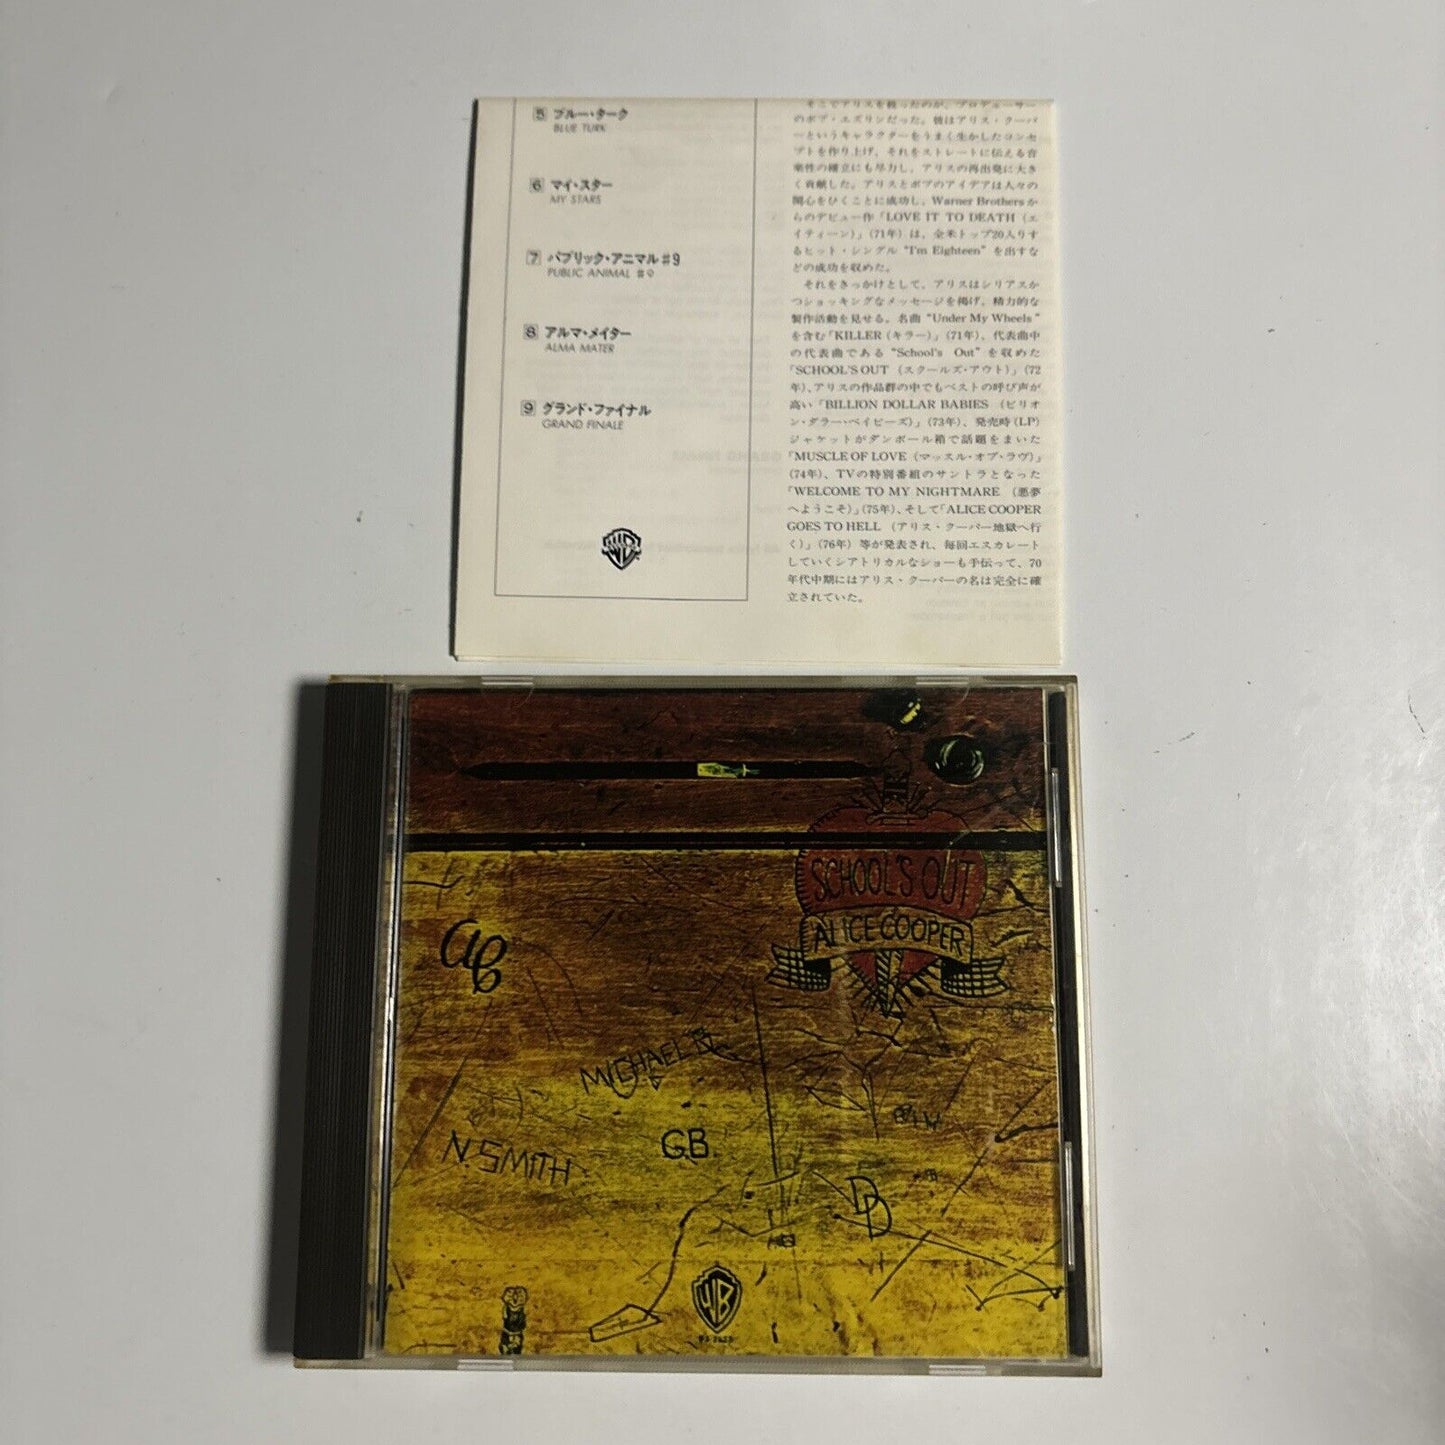 5 ブルー・ターク
BLUE TURK
6 マイ・スター
MY STARS
7 パブリック・アニマル♯9
PUBLIC ANIMAL ♯9
8 アルマ・メイター
ALMA MATER
9 グランド・ファイナル
GRAND FINALE
そこでアリスを救ったのが、プロデューサー
のボブ・エズリンだった。彼はアリス・クーパ
ーというキャラクターをうまく生かしたコンセ
プトを作り上げ、それをストレートに伝える音
楽性の確立にも尽力し、アリスの再出発に大き
く貢献した。アリスとボブのアイデアは人々の
関心をひくことに成功し、Warner Brothersか
らのデビュー作「LOVE IT TO DEATH（エ
イティーン）」（71年）は、全米トップ20入りす
るヒット・シングル “I'm Eighteen” を出すな
どの成功を収めた。
それをきっかけとして、アリスはシリアスか
つショッキングなメッセージを掲げ、精力的な
製作活動を見せる。名曲 “Under My Wheels”
を含む「KILLER（キラー）」（71年）、代表曲中
の代表曲である “School's Out” を収めた
「SCHOOL'S OUT（スクールズ・アウト）」（72
年）、アリスの作品群の中でもベストの呼び声が
高い「BILLION DOLLAR BABIES（ビリオ
ン・ダラー・ベイビーズ）」（73年）、発売時（LP）
ジャケットがダンボール箱で話題をまいた
「MUSCLE OF LOVE（マッスル・オブ・ラヴ）」
（74年）、TVの特別番組のサントラとなった
「WELCOME TO MY NIGHTMARE（悪夢
へようこそ）」（75年）、そして「ALICE COOPER
GOES TO HELL（アリス・クーパー地獄へ行
く）」（76年）等が発表され、毎回エスカレート
していくシアトリカルなショーも手伝って、70
年代中期にはアリス・クーパーの名は完全に確
立されていた。
SCHOOL'S OUT
ALICE COOPER
AC
MICHAEL B
N. SMITH
G.B.
DD
WB